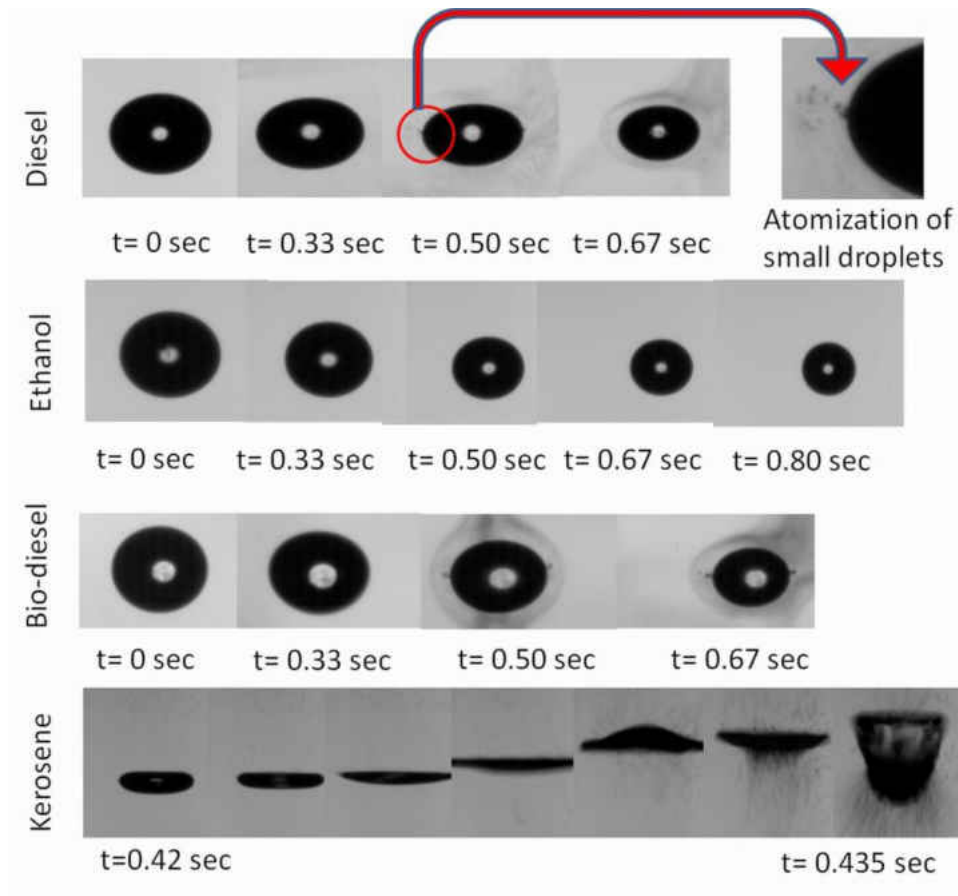 Diesel
t= 0 sec t= 0.33 sec t= 0.50 sec t= 0.67 sec
Atomization of
small droplets
Ethanol
t= 0 sec t= 0.33 sec t= 0.50 sec t= 0.67 sec t= 0.80 sec
Bio-diesel
t= 0 sec t= 0.33 sec t= 0.50 sec t= 0.67 sec
Kerosene
t=0.42 sec t= 0.435 sec